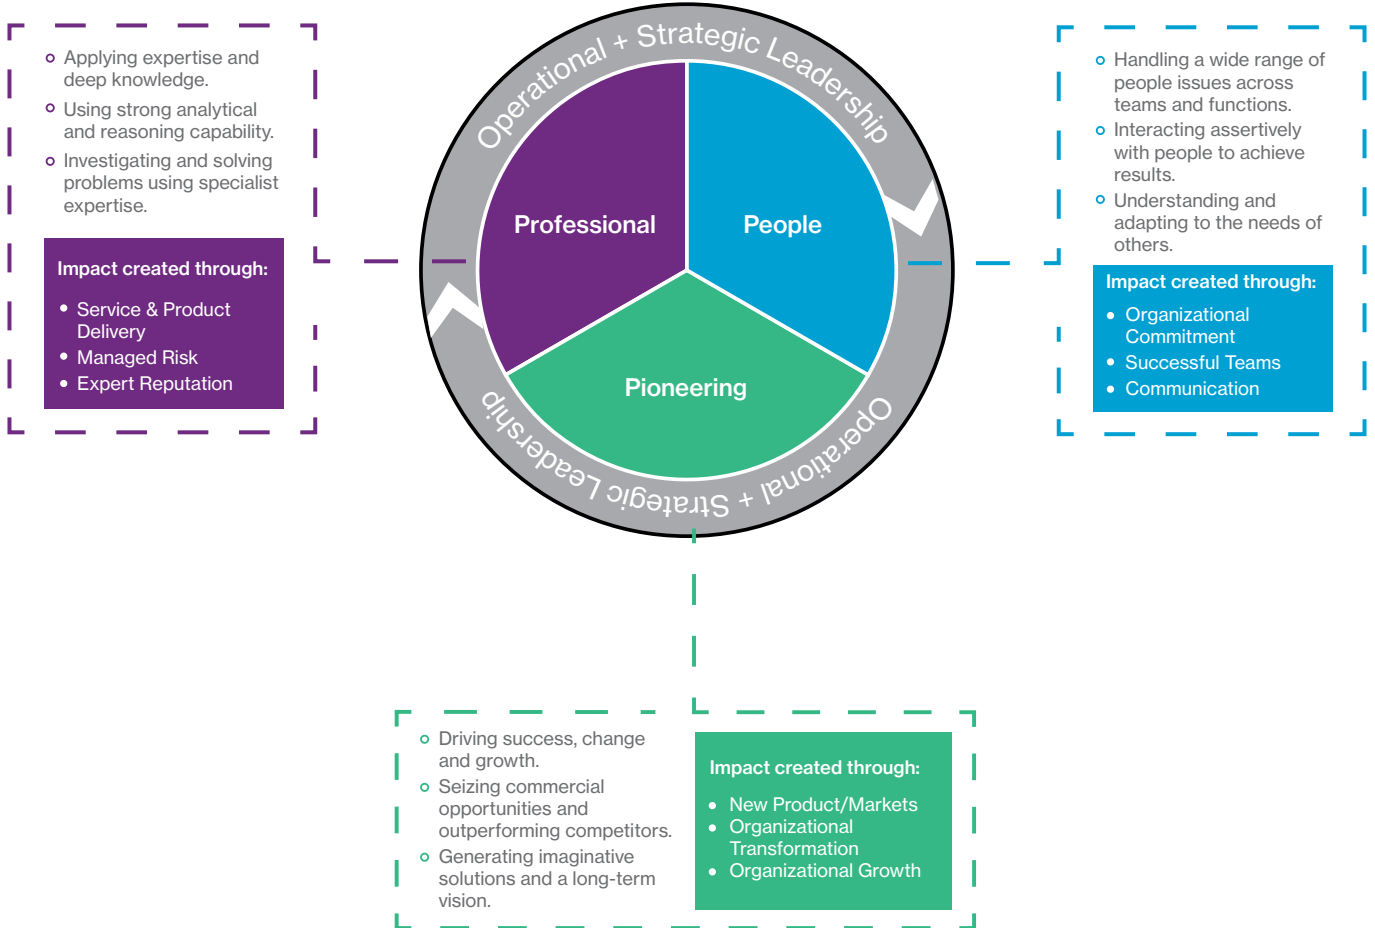 Operational + Strategic Leadership
Applying expertise and
deep knowledge.
Using strong analytical
and reasoning capability.
Investigating and solving
problems using specialist
expertise.
Impact created through:
Service & Product
Delivery
Managed Risk
Expert Reputation
Professional
People
Pioneering
Handling a wide range of
people issues across
teams and functions.
Interacting assertively
with people to achieve
results.
Understanding and
adapting to the needs of
others.
Impact created through:
Organizational
Commitment
Successful Teams
Communication
Operational + Strategic Leadership
Driving success, change
and growth.
Seizing commercial
opportunities and
outperforming competitors.
Generating imaginative
solutions and a long-term
vision.
Impact created through:
New Product/Markets
Organizational
Transformation
Organizational Growth